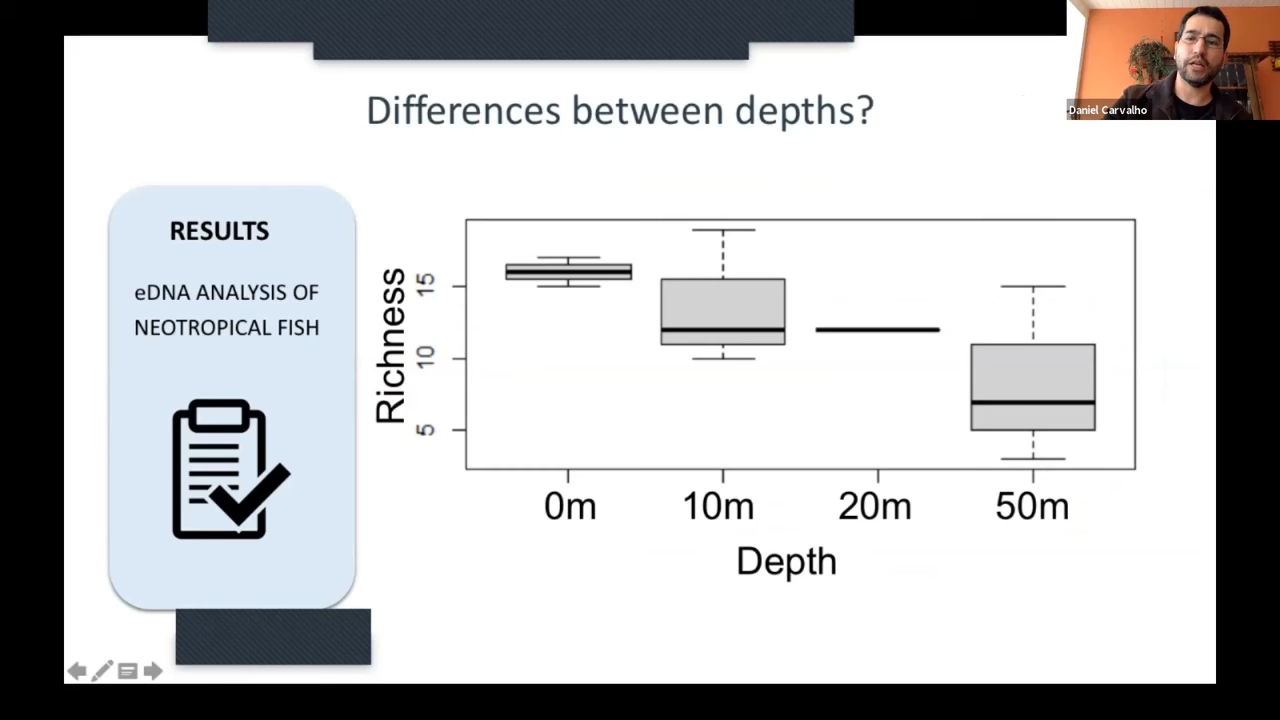 Daniel Carvalho
Differences between depths?
RESULTS
eDNA ANALYSIS OF
NEOTROPICAL FISH
Richness
15
10
5
0m 10m 20m 50m
Depth